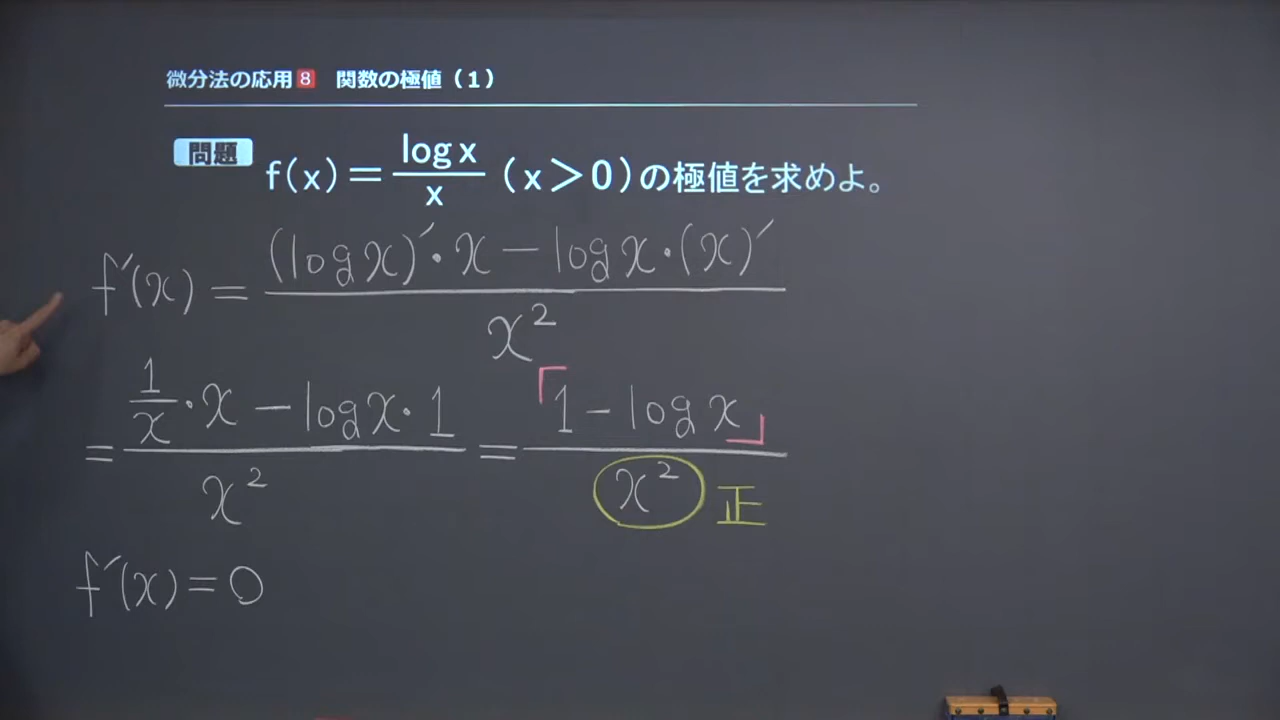 微分法の応用8 関数の極値(1)
問題 f(x)=log x/x (x>0)の極値を求めよ。
f′(x) = ((log x)′・x − log x・(x)′)/x²
= (1/x・x − log x・1)/x² = 「1 − log x」/x² 正
f′(x) = 0